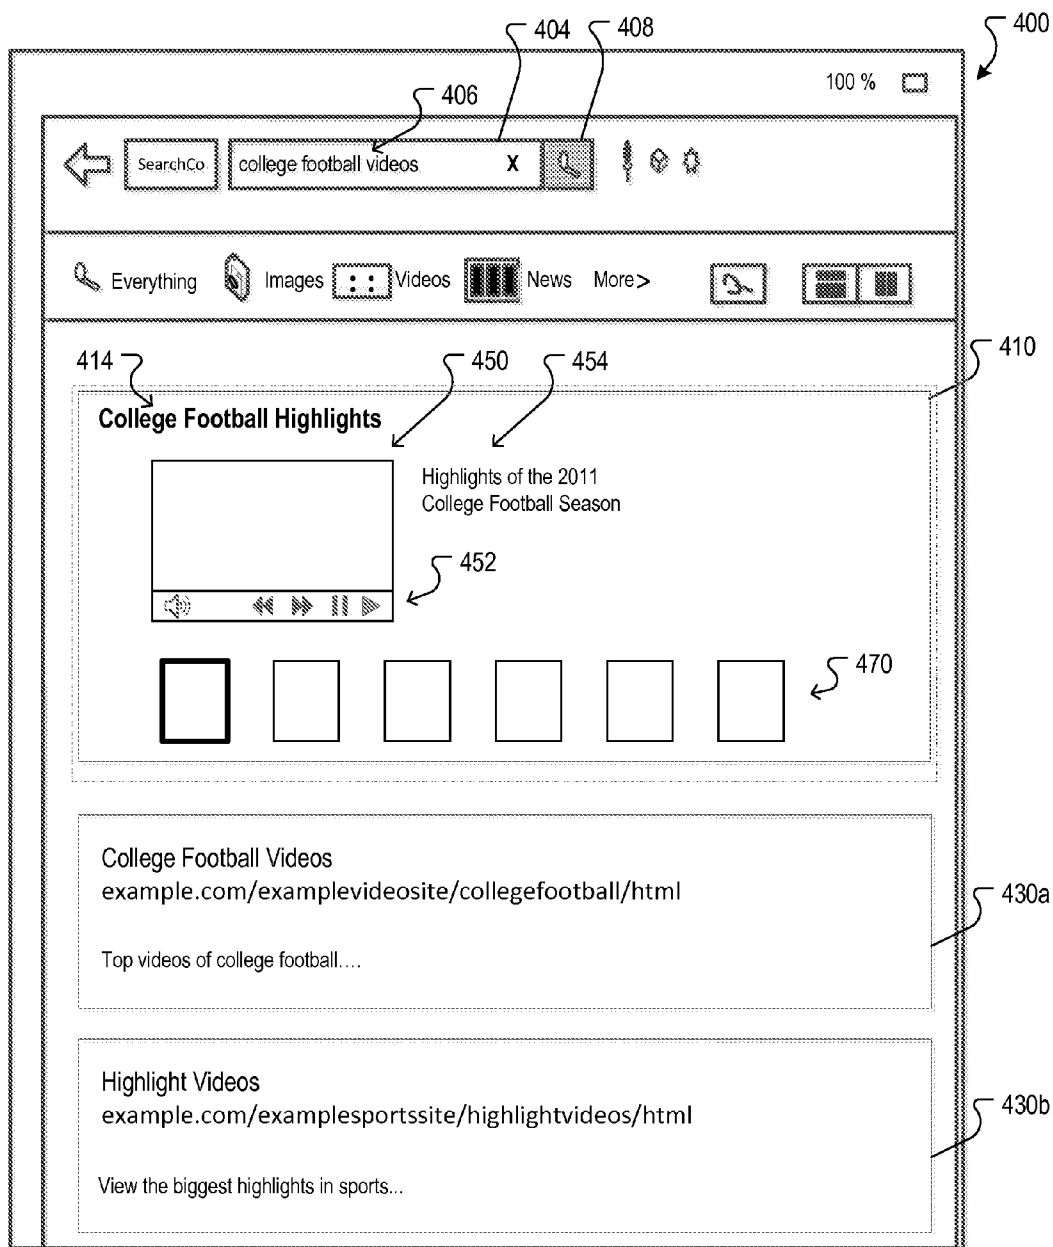 404
408
400
100 %
406
SearchCo
college football videos
X
Everything
Images
Videos
News
More>
414
450
454
410
College Football Highlights
Highlights of the 2011
College Football Season
452
470
College Football Videos
example.com/examplevideosite/collegefootball/html
Top videos of college football....
430a
Highlight Videos
example.com/examplesportssite/highlightvideos/html
430b
View the biggest highlights in sports...